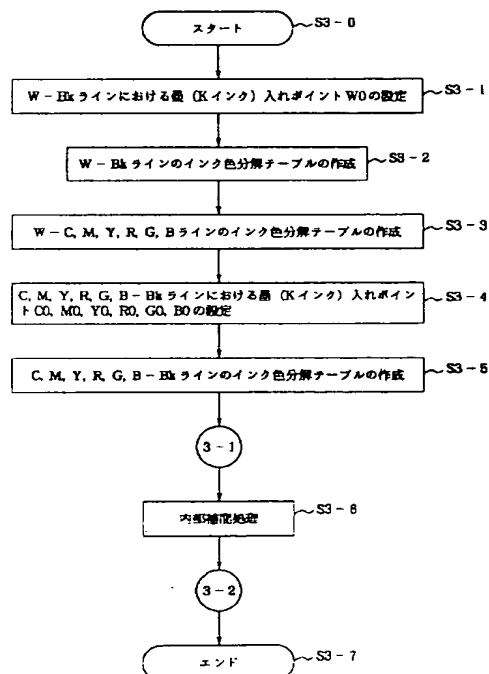 スタート
S3-0
W-Bkラインにおける墨(Kインク)入れポイントW0の設定
S3-1
W-Bkラインのインク色分解テーブルの作成
S3-2
W-C, M, Y, R, G, Bラインのインク色分解テーブルの作成
S3-3
C, M, Y, R, G, B-Bkラインにおける墨(Kインク)入れポイ
ントC0, M0, Y0, R0, G0, B0の設定
S3-4
C, M, Y, R, G, B-Bkラインのインク色分解テーブルの作成
S3-5
3-1
内部補間処理
S3-6
3-2
エンド
S3-7